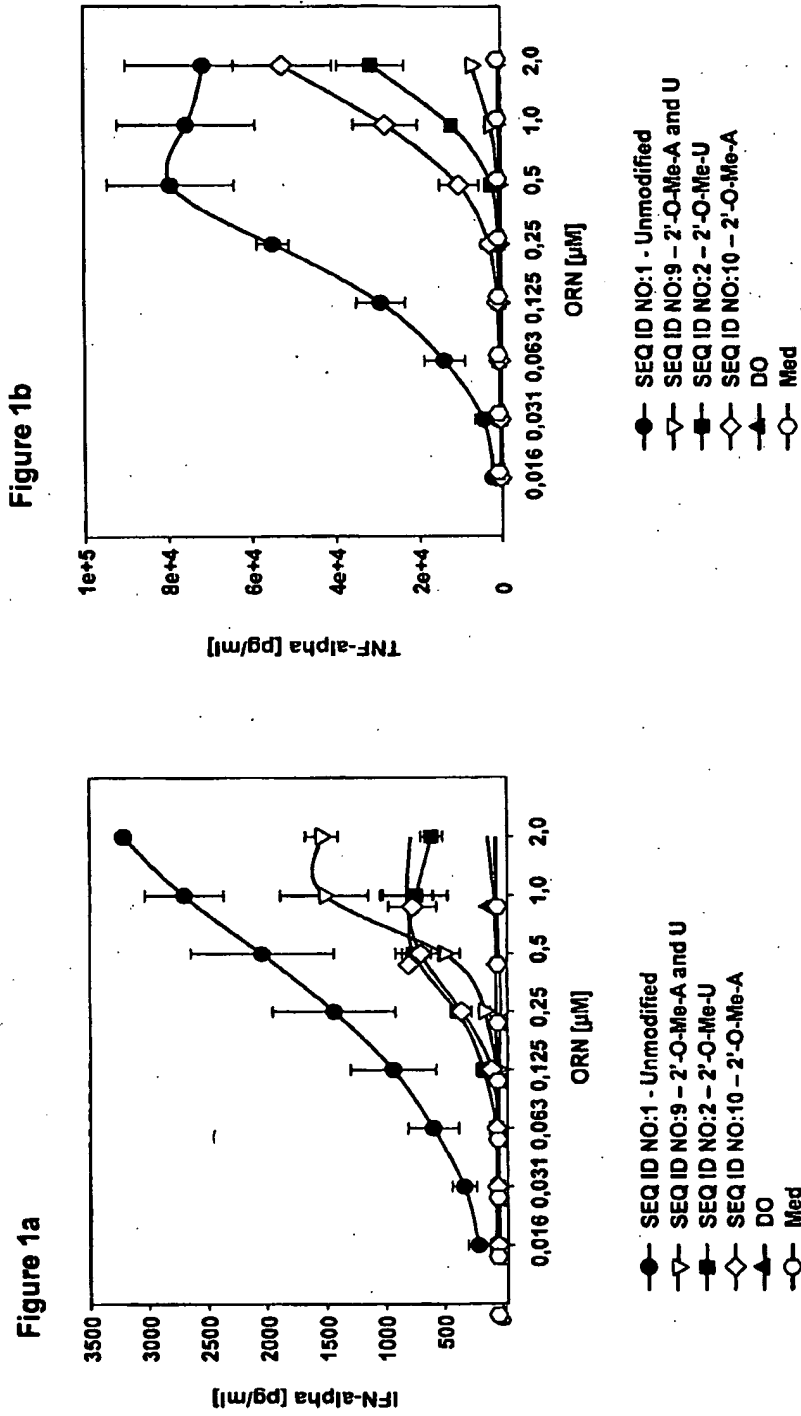 Figure 1a
IFN-alpha [pg/ml]
3500
3000
2500
2000
1500
1000
500
0,016 0,031 0,063 0,125 0,25 0,5 1,0 2,0
ORN [µM]
SEQ ID NO:1 - Unmodified
SEQ ID NO:9 – 2'-O-Me-A and U
SEQ ID NO:2 – 2'-O-Me-U
SEQ ID NO:10 – 2'-O-Me-A
DO
Med
Figure 1b
TNF-alpha [pg/ml]
1e+5
8e+4
6e+4
4e+4
2e+4
0
0,016 0,031 0,063 0,125 0,25 0,5 1,0 2,0
ORN [µM]
SEQ ID NO:1 - Unmodified
SEQ ID NO:9 – 2'-O-Me-A and U
SEQ ID NO:2 – 2'-O-Me-U
SEQ ID NO:10 – 2'-O-Me-A
DO
Med